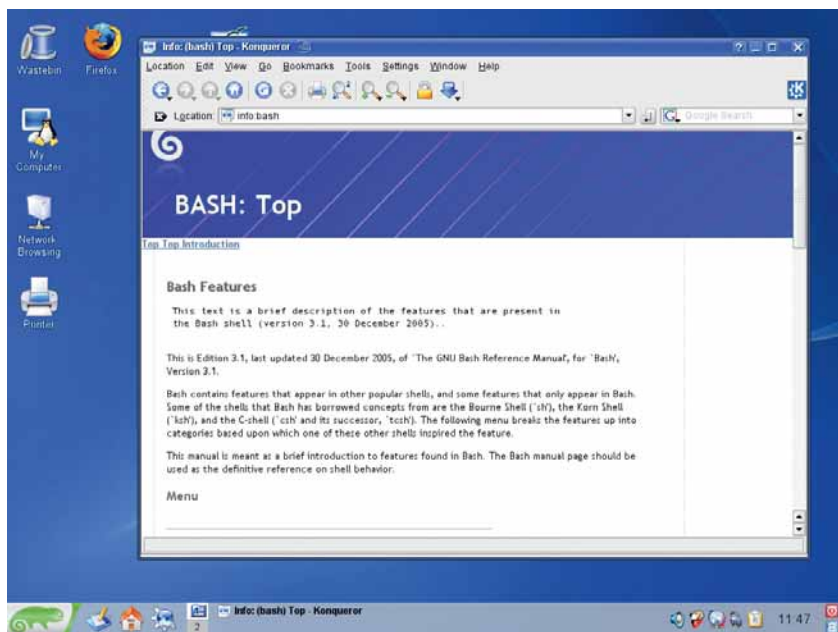 Info: (bash) Top - Konqueror
Wastebin
Firefox
Location Edit View Go Bookmarks Tools Settings Window Help
Location: info:bash
Google Search
My
Computer
BASH: Top
Network
Browsing
Top Top Introduction
Bash Features
This text is a brief description of the features that are present in
the Bash shell (version 3.1, 30 December 2005)..
Printer
This is Edition 3.1, last updated 30 December 2005, of `The GNU Bash Reference Manual', for `Bash',
Version 3.1.
Bash contains features that appear in other popular shells, and some features that only appear in Bash.
Some of the shells that Bash has borrowed concepts from are the Bourne Shell (`sh'), the Korn Shell
(`ksh'), and the C-shell (`csh' and its successor, `tcsh'). The following menu breaks the features up into
categories based upon which one of these other shells inspired the feature.
This manual is meant as a brief introduction to features found in Bash. The Bash manual page should be
used as the definitive reference on shell behavior.
Menu
2
Info: (bash) Top - Konqueror
11:47